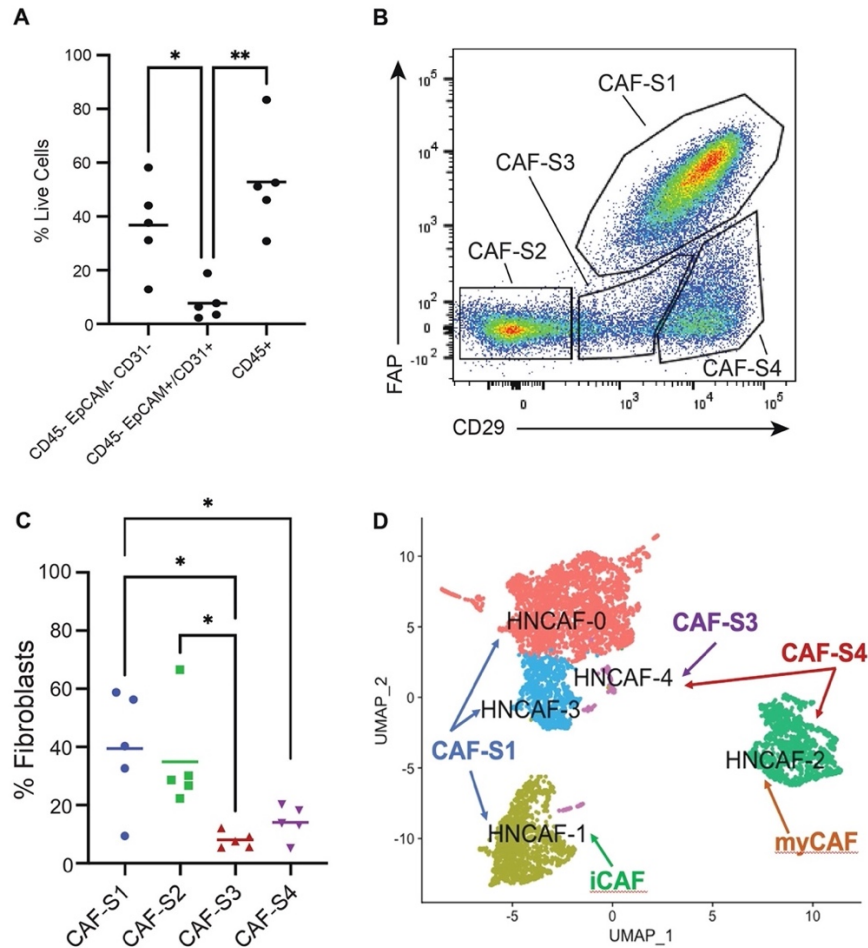 A
100
80
60
40
20
0
% Live Cells
*
**
CD45- EpCAM- CD31-
CD45- EpCAM+/CD31+
CD45+
B
CAF-S1
CAF-S3
CAF-S2
CAF-S4
10^5
10^4
10^3
10^2
0
-10^2
FAP
0
10^3
10^4
10^5
CD29
C
*
*
*
100
80
60
40
20
0
% Fibroblasts
CAF-S1
CAF-S2
CAF-S3
CAF-S4
D
10
5
0
-5
-10
UMAP_2
HNCAF-0
CAF-S3
HNCAF-4
CAF-S4
HNCAF-3
CAF-S1
HNCAF-2
HNCAF-1
myCAF
iCAF
-5
0
5
10
UMAP_1